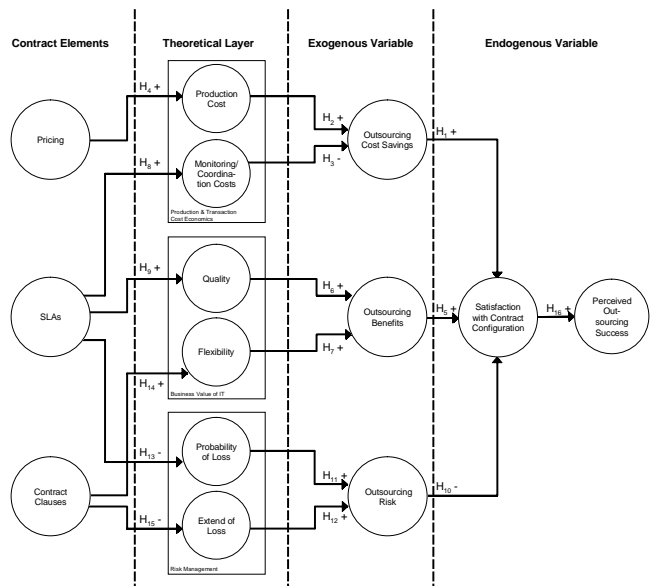 Contract Elements
Theoretical Layer
Exogenous Variable
Endogenous Variable
Pricing
SLAs
Contract
Clauses
H4 +
H8 +
H9 +
H14 +
H13 -
H15 -
Production
Cost
Monitoring/
Coordina-
tion Costs
Production & Transaction
Cost Economics
Quality
Flexibility
Business Value of IT
Probability
of Loss
Extend of
Loss
Risk Management
H2 +
H3 -
H6 +
H7 +
H11 +
H12 +
Outsourcing
Cost Savings
Outsourcing
Benefits
Outsourcing
Risk
H1 +
H5 +
H10 -
Satisfaction
with Contract
Configuration
H16 +
Perceived
Out-
sourcing
Success